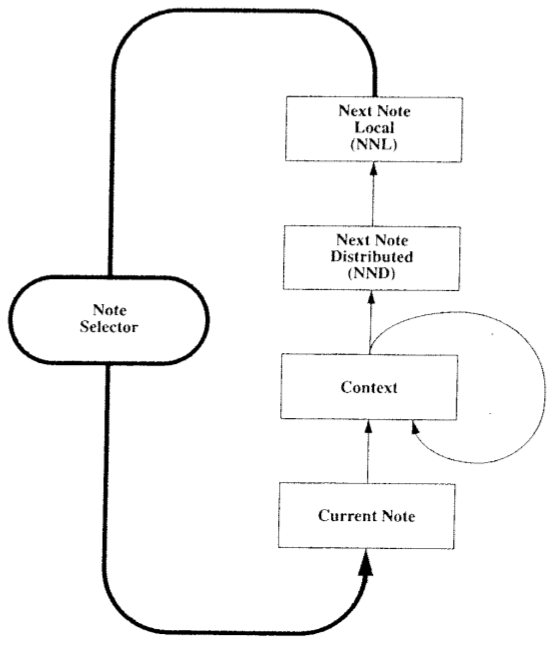 Next Note
Local
(NNL)
Next Note
Distributed
(NND)
Note
Selector
Context
Current Note